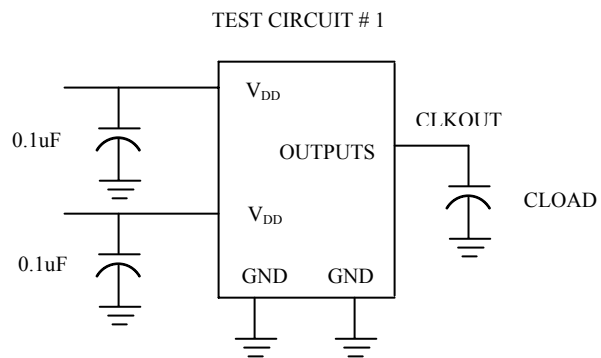 TEST CIRCUIT # 1
VDD
0.1uF
CLKOUT
OUTPUTS
CLOAD
VDD
0.1uF
GND GND